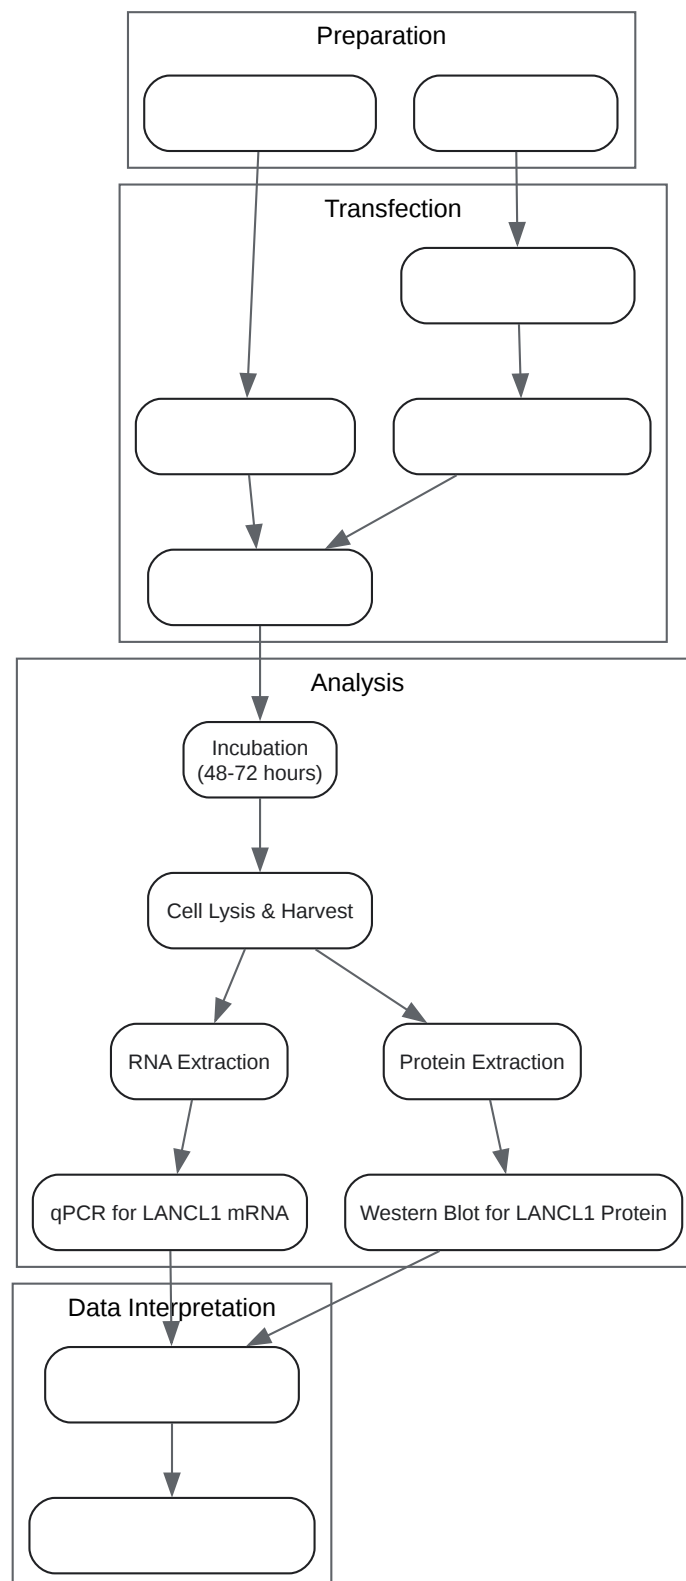 Preparation
Transfection
Analysis
Incubation
(48-72 hours)
Cell Lysis & Harvest
RNA Extraction
Protein Extraction
qPCR for LANCL1 mRNA
Western Blot for LANCL1 Protein
Data Interpretation